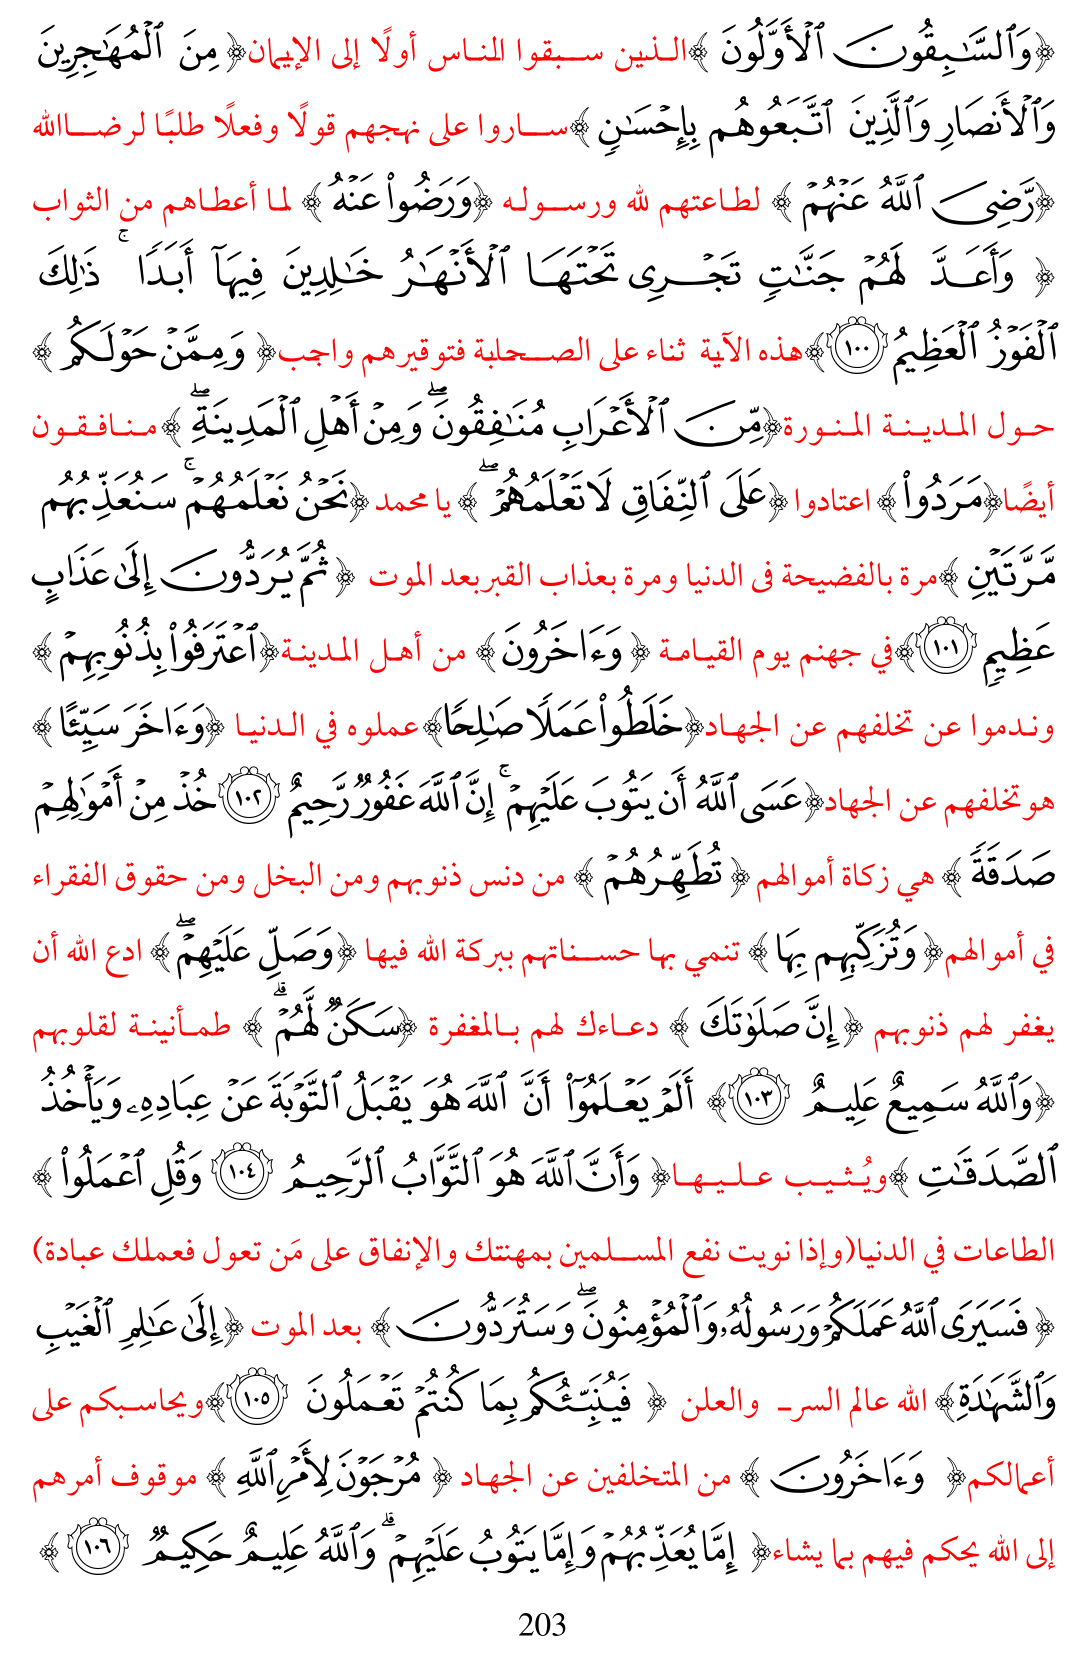 ﴿وَٱلسَّـٰبِقُونَ ٱلْأَوَّلُونَ ﴾الذين سبقوا الناس أولًا إلى الإيمان﴿ مِنَ ٱلْمُهَـٰجِرِينَ
وَٱلْأَنصَارِ وَٱلَّذِينَ ٱتَّبَعُوهُم بِإِحْسَـٰنٍ ﴾ساروا على نهجهم قولًا وفعلًا طلبًا لرضاالله
﴿رَّضِىَ ٱللَّهُ عَنْهُمْ ﴾ لطاعتهم لله ورسوله ﴿وَرَضُوا۟ عَنْهُ ﴾ لما أعطاهم من الثواب
﴿ وَأَعَدَّ لَهُمْ جَنَّـٰتٍ تَجْرِى تَحْتَهَا ٱلْأَنْهَـٰرُ خَـٰلِدِينَ فِيهَآ أَبَدًا ۚ ذَٰلِكَ
ٱلْفَوْزُ ٱلْعَظِيمُ ١٠٠﴾هذه الآية ثناء على الصحلبة فتوقيرهم واجب﴿ وَمِمَّنْ حَوْلَكُم ﴾
حول المدينة المنورة﴿مِّنَ ٱلْأَعْرَابِ مُنَـٰفِقُونَ ۖ وَمِنْ أَهْلِ ٱلْمَدِينَةِ ۖ ﴾منافقون
أيضًا﴿مَرَدُوا۟ ﴾ اعتادوا ﴿عَلَى ٱلنِّفَاقِ لَا تَعْلَمُهُمْ ۖ ﴾ يا محمد ﴿نَحْنُ نَعْلَمُهُمْ ۚ سَنُعَذِّبُهُم
مَّرَّتَيْنِ ﴾مرة بالفضيحة فى الدنيا ومرة بعذاب القبربعد الموت ﴿ ثُمَّ يُرَدُّونَ إِلَىٰ عَذَابٍ
عَظِيمٍ ١٠١﴾في جهنم يوم القيامة ﴿ وَءَاخَرُونَ ﴾ من أهل المدينة﴿ٱعْتَرَفُوا۟ بِذُنُوبِهِمْ ﴾
وندموا عن تخلفهم عن الجهاد﴿خَلَطُوا۟ عَمَلًا صَـٰلِحًا﴾عملوه في الدنيا ﴿وَءَاخَرَ سَيِّئًا ﴾
هوتخلفهم عن الجهاد﴿عَسَى ٱللَّهُ أَن يَتُوبَ عَلَيْهِمْ ۚ إِنَّ ٱللَّهَ غَفُورٌ رَّحِيمٌ ١٠٢خُذْ مِنْ أَمْوَٰلِهِمْ
صَدَقَةً ﴾ هي زكاة أموالهم ﴿ تُطَهِّرُهُمْ ﴾ من دنس ذنوبهم ومن البخل ومن حقوق الفقراء
في أموالهم﴿ وَتُزَكِّيهِم بِهَا ﴾ تنمي بها حسناتهم ببركة الله فيها ﴿وَصَلِّ عَلَيْهِمْ ۖ ﴾ ادع الله أن
يغفر لهم ذنوبهم ﴿ إِنَّ صَلَوٰتَكَ ﴾ دعاءك لهم بالمغفرة ﴿سَكَنٌ لَّهُمْ ۗ ﴾ طمأنينة لقلوبهم
﴿وَٱللَّهُ سَمِيعٌ عَلِيمٌ ١٠٣﴾ أَلَمْ يَعْلَمُوٓا۟ أَنَّ ٱللَّهَ هُوَ يَقْبَلُ ٱلتَّوْبَةَ عَنْ عِبَادِهِۦ وَيَأْخُذُ
ٱلصَّدَقَـٰتِ ﴾ويُثيب عليها﴿ وَأَنَّ ٱللَّهَ هُوَ ٱلتَّوَّابُ ٱلرَّحِيمُ ١٠٤ وَقُلِ ٱعْمَلُوا۟ ﴾
الطاعات في الدنيا(وإذا نويت نفع المسلمين بمهنتك والإنفاق على مَن تعول فعملك عبادة)
﴿ فَسَيَرَى ٱللَّهُ عَمَلَكُمْ وَرَسُولُهُۥ وَٱلْمُؤْمِنُونَ ۖ وَسَتُرَدُّونَ ﴾ بعد الموت ﴿إِلَىٰ عَـٰلِمِ ٱلْغَيْبِ
وَٱلشَّهَـٰدَةِ﴾ الله عالم السر والعلن ﴿ فَيُنَبِّئُكُم بِمَا كُنتُمْ تَعْمَلُونَ ١٠٥﴾ويحاسبكم على
أعمالكم﴿ وَءَاخَرُونَ ﴾ من المتخلفين عن الجهاد ﴿ مُرْجَوْنَ لِأَمْرِ ٱللَّهِ ﴾ موقوف أمرهم
إلى الله يحكم فيهم بما يشاء﴿ إِمَّا يُعَذِّبُهُمْ وَإِمَّا يَتُوبُ عَلَيْهِمْ ۗ وَٱللَّهُ عَلِيمٌ حَكِيمٌ ١٠٦ ﴾
203